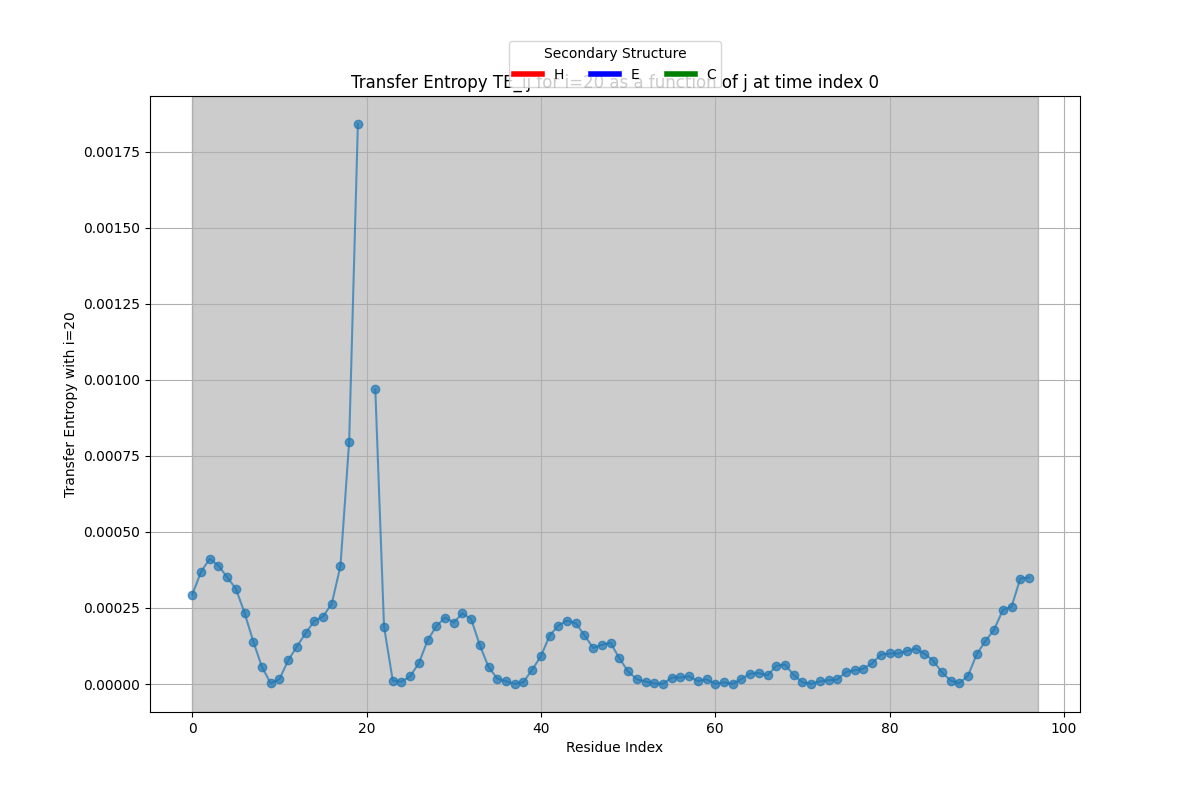 Secondary Structure
H E C
Transfer Entropy TE_ij for i=20 as a function of j at time index 0
Transfer Entropy with i=20
0.00175
0.00150
0.00125
0.00100
0.00075
0.00050
0.00025
0.00000
0 20 40 60 80 100
Residue Index